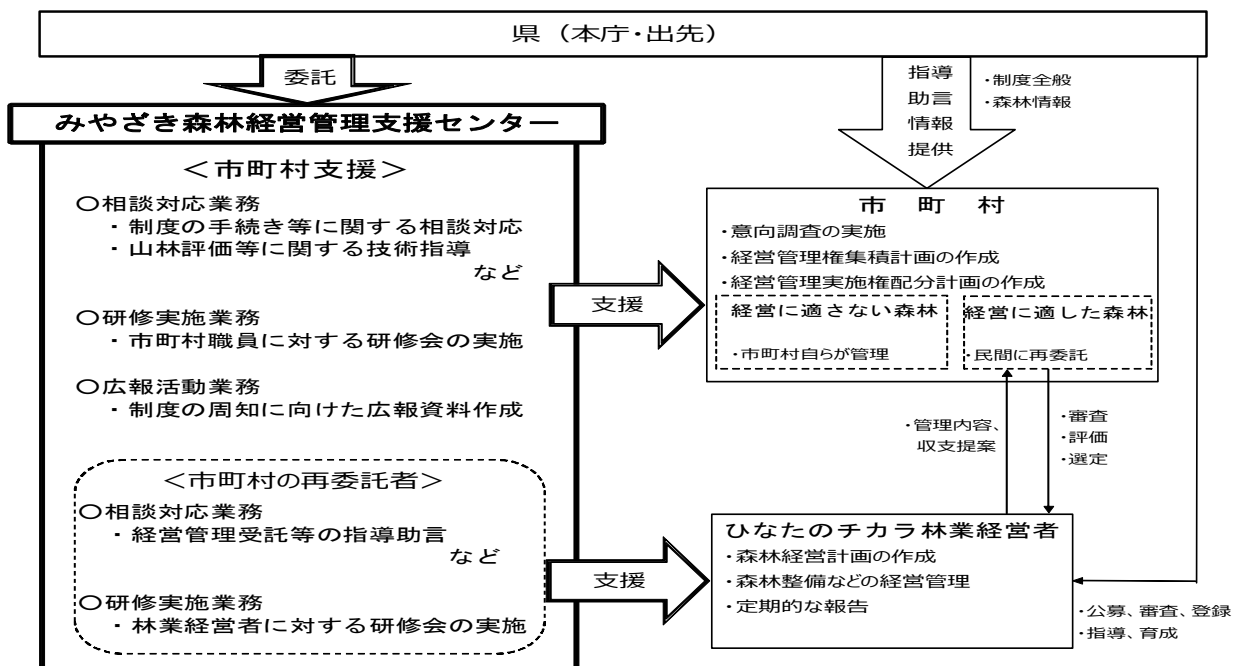 県（本庁・出先）
委託
みやざき森林経営管理支援センター
＜市町村支援＞
○相談対応業務
・制度の手続き等に関する相談対応
・山林評価等に関する技術指導
など
○研修実施業務
・市町村職員に対する研修会の実施
○広報活動業務
・制度の周知に向けた広報資料作成
＜市町村の再委託者＞
○相談対応業務
・経営管理受託等の指導助言
など
○研修実施業務
・林業経営者に対する研修会の実施
支援
支援
指導
助言
情報
提供
・制度全般
・森林情報
市町村
・意向調査の実施
・経営管理権集積計画の作成
・経営管理実施権配分計画の作成
経営に適さない森林
・市町村自らが管理
経営に適した森林
・民間に再委託
・管理内容、
収支提案
・審査
・評価
・選定
ひなたのチカラ林業経営者
・森林経営計画の作成
・森林整備などの経営管理
・定期的な報告
・公募、審査、登録
・指導、育成